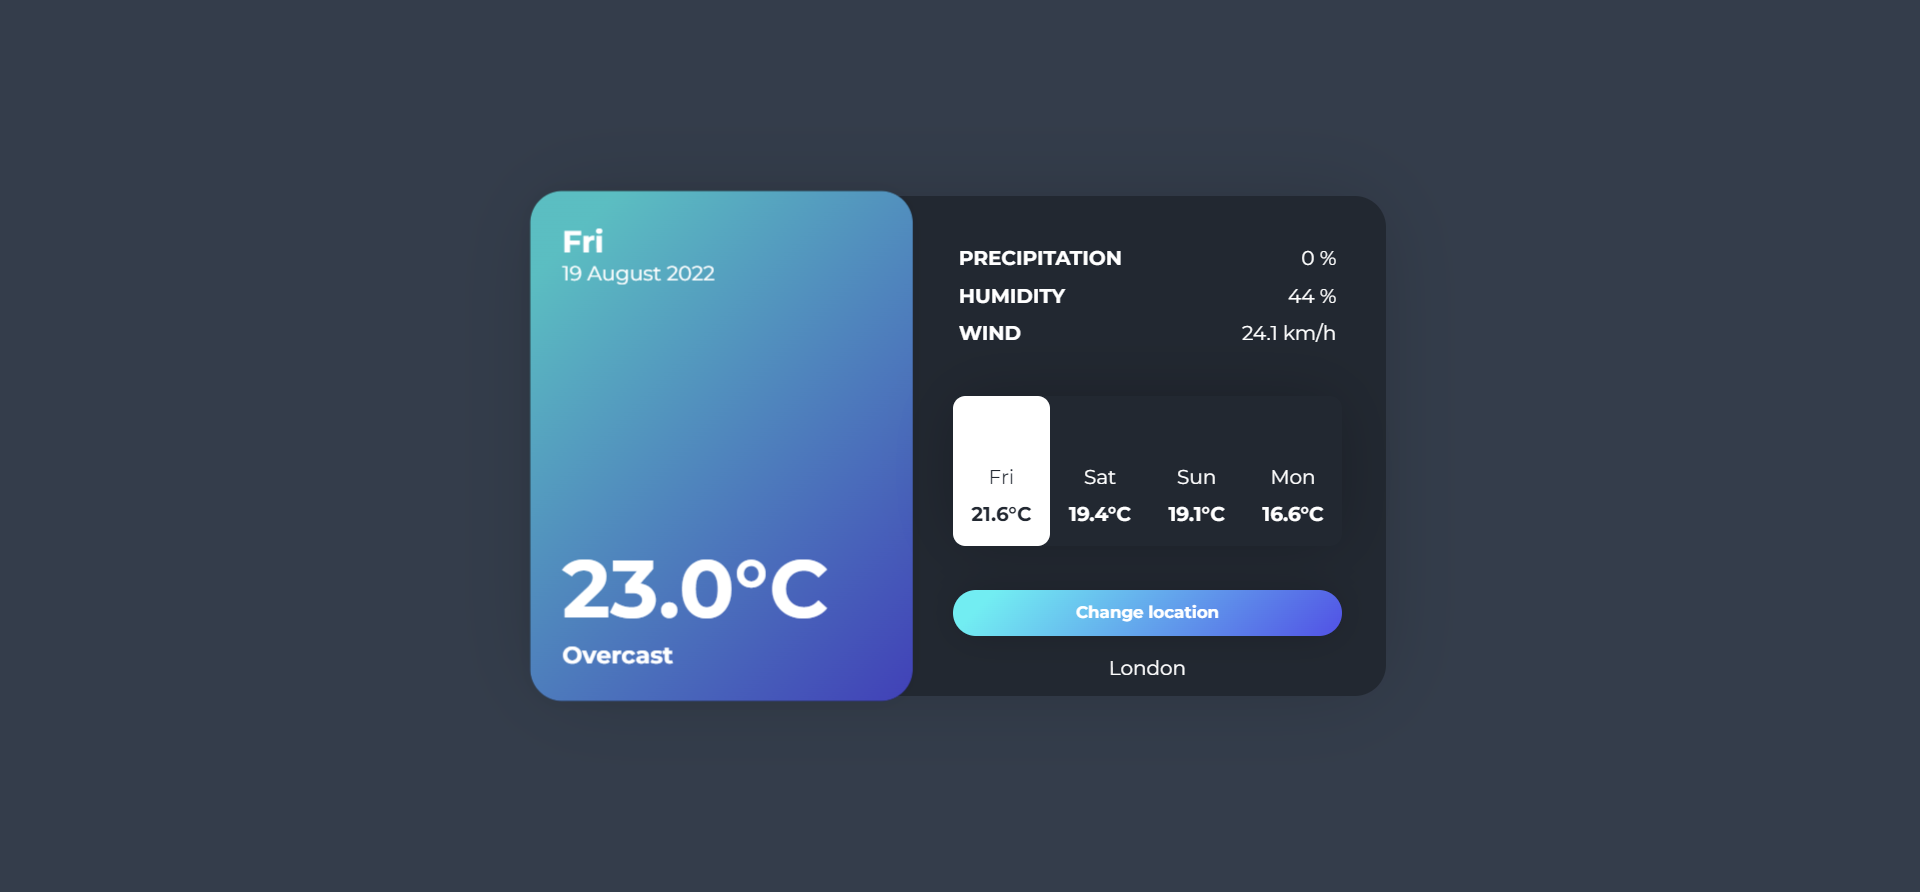 Fri
19 August 2022
23.0°C
Overcast
PRECIPITATION 0 %
HUMIDITY 44 %
WIND 24.1 km/h
Fri Sat Sun Mon
21.6°C 19.4°C 19.1°C 16.6°C
Change location
London